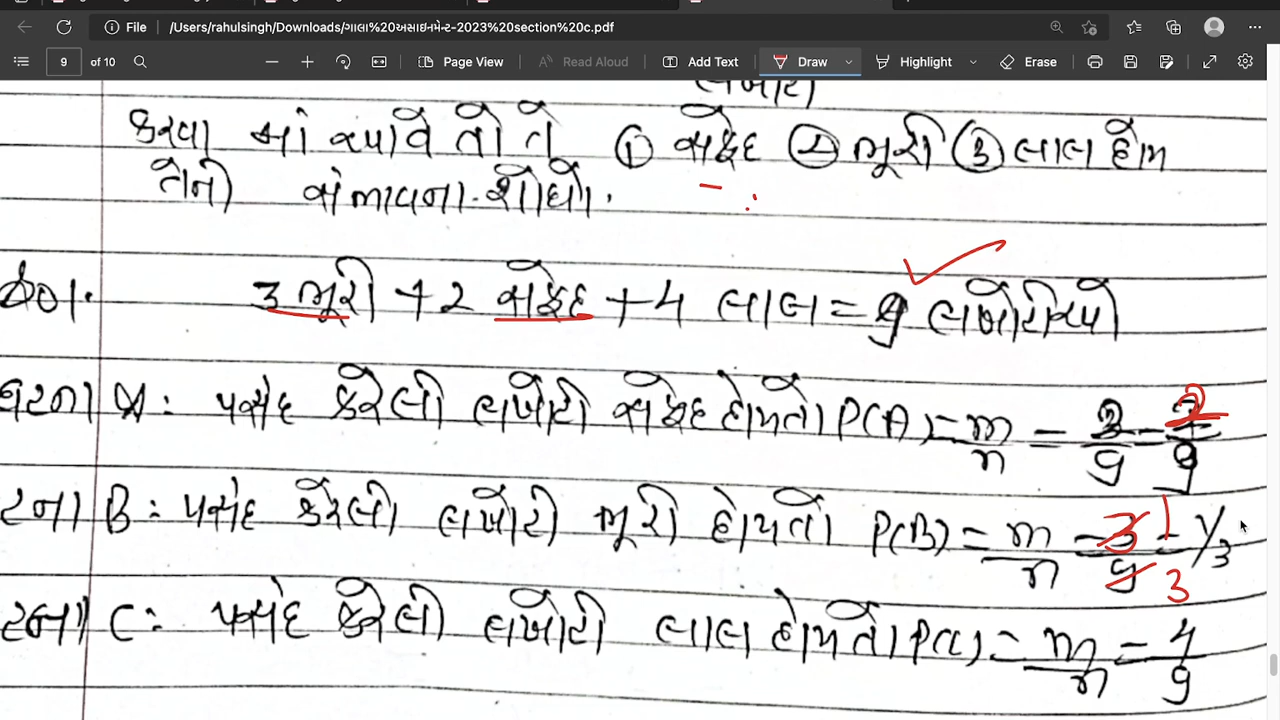 File /Users/rahulsingh/Downloads/ગાલા%20અસાઇનમેન્ટ-2023%20section%20c.pdf
9 of 10 Page View Read Aloud Add Text Draw Highlight Erase
લખોટી
કરવા માં આવે તો તે ① સફેદ ② ભૂરી ③ લાલ હોય
તેની સંભાવના શોધો.
જવાબ. 3 ભૂરી + 2 સફેદ + 4 લાલ = 9 લખોટીઓ
ઘટના A : પસંદ કરેલી લખોટી સફેદ હોય તો P(A) = m/n = 2/9 = 2/9
ઘટના B : પસંદ કરેલી લખોટી ભૂરી હોય તો P(B) = m/n = 3/9 1/3 = 1/3
ઘટના C : પસંદ કરેલી લખોટી લાલ હોય તો P(C) = m/n = 4/9